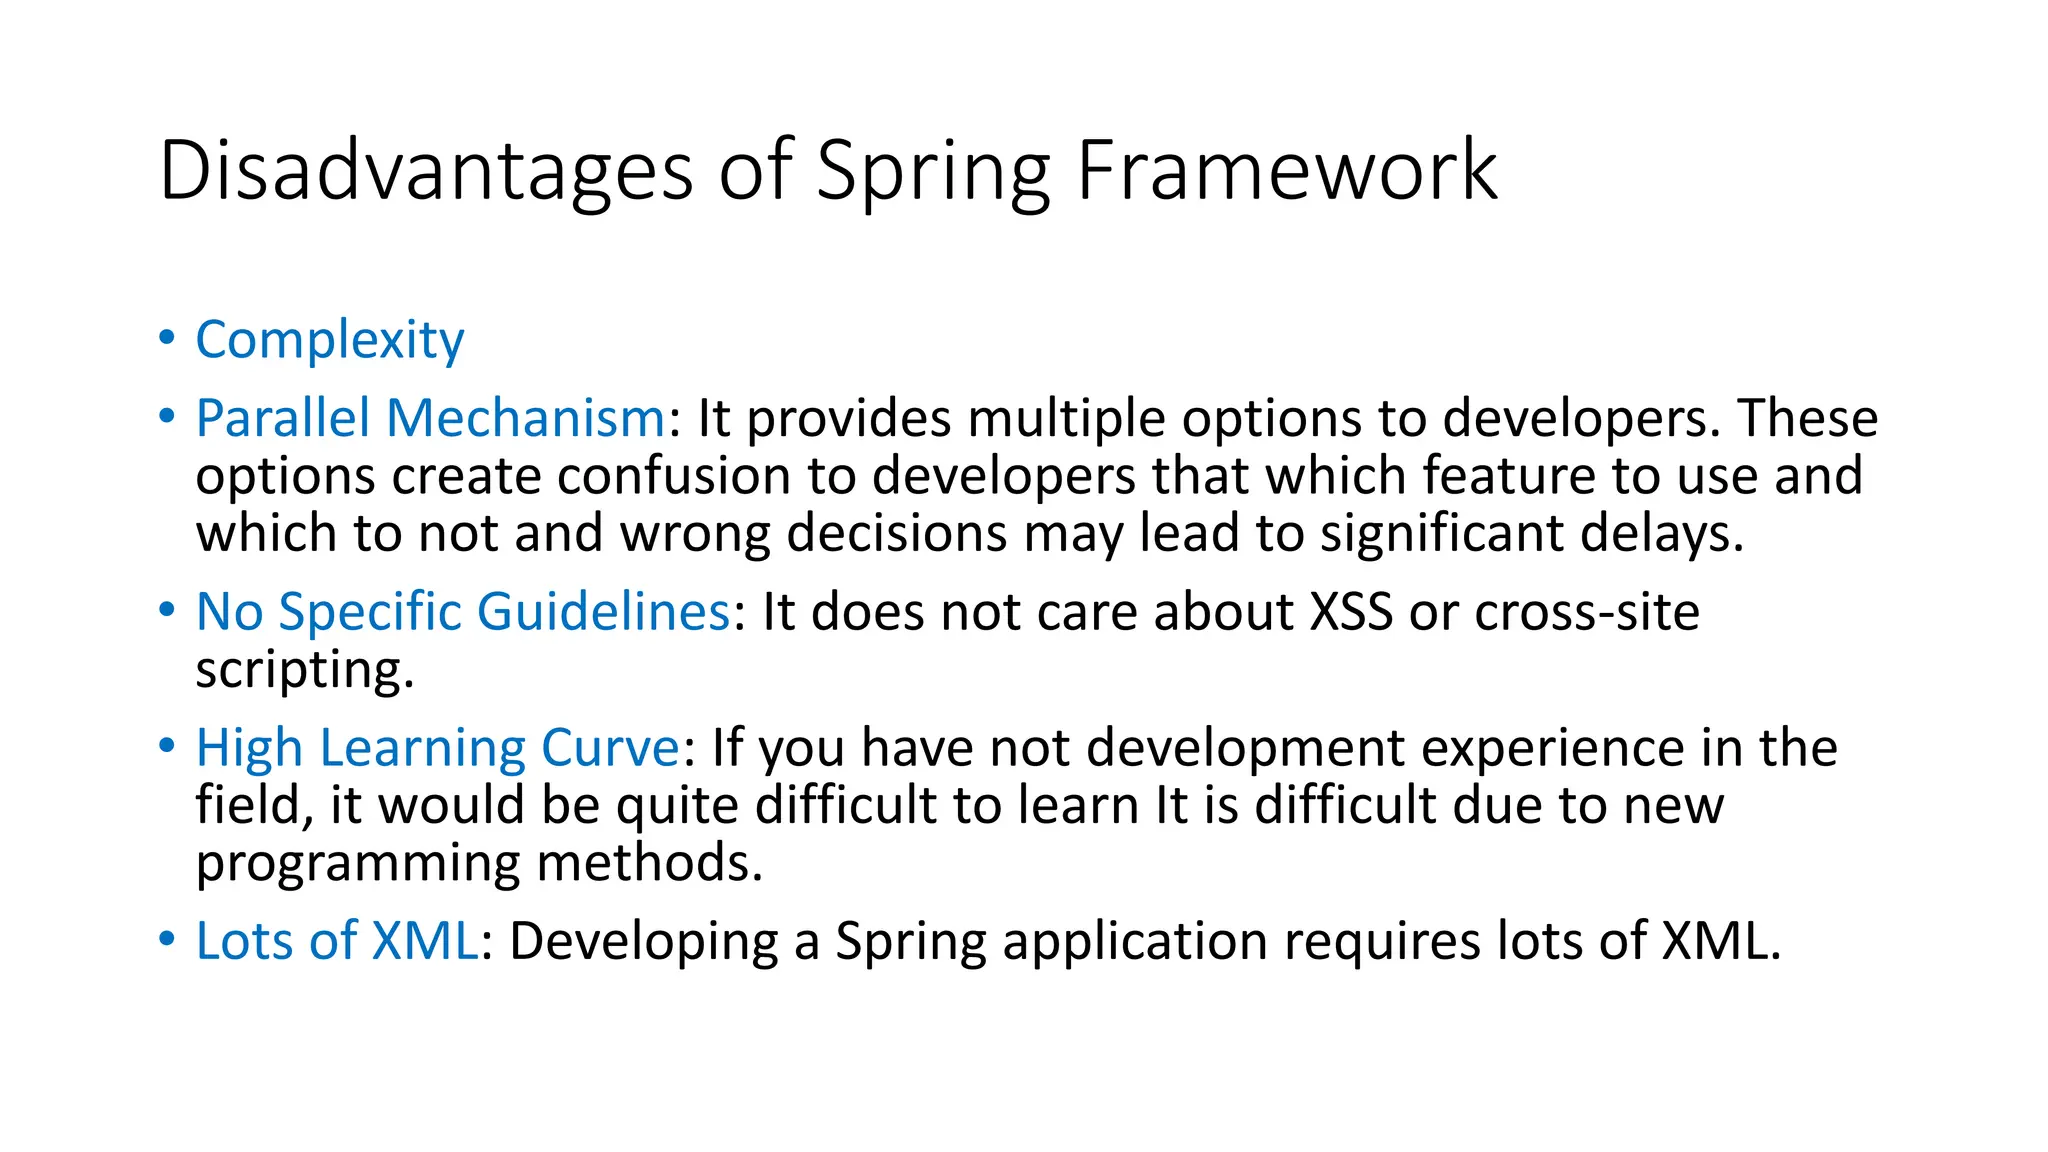 Disadvantages of Spring Framework
• Complexity
• Parallel Mechanism: It provides multiple options to developers. These
options create confusion to developers that which feature to use and
which to not and wrong decisions may lead to significant delays.
• No Specific Guidelines: It does not care about XSS or cross-site
scripting.
• High Learning Curve: If you have not development experience in the
field, it would be quite difficult to learn It is difficult due to new
programming methods.
• Lots of XML: Developing a Spring application requires lots of XML.